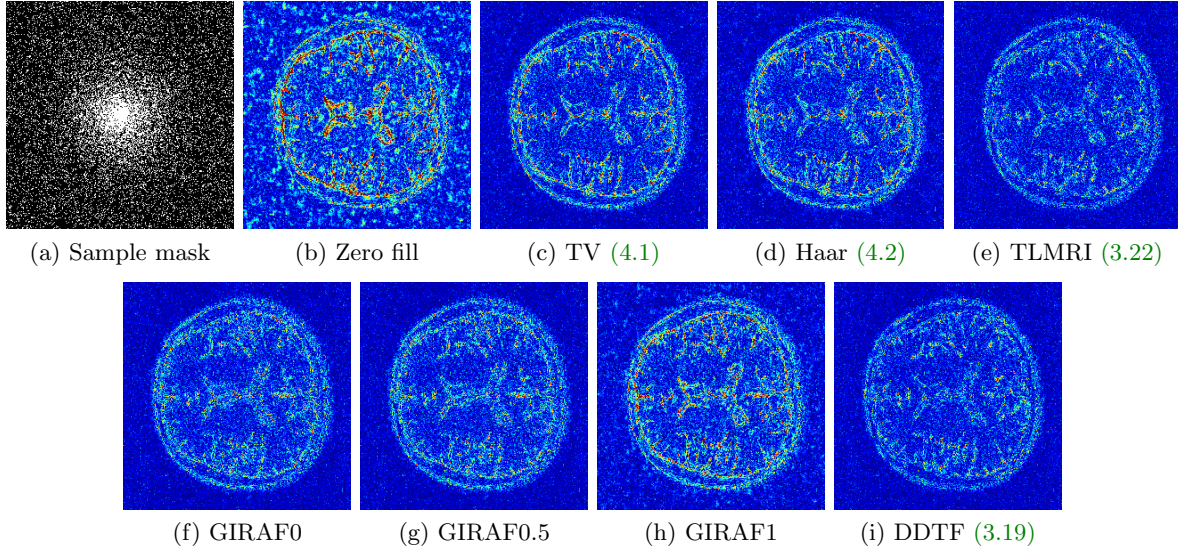 (a) Sample mask (b) Zero fill (c) TV (4.1) (d) Haar (4.2) (e) TLMRI (3.22)
(f) GIRAF0 (g) GIRAF0.5 (h) GIRAF1 (i) DDTF (3.19)